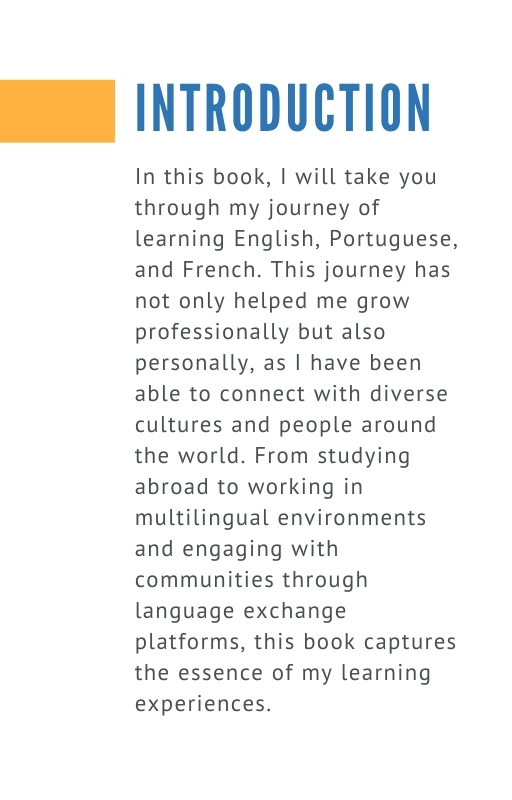 INTRODUCTION
In this book, I will take you
through my journey of
learning English, Portuguese,
and French. This journey has
not only helped me grow
professionally but also
personally, as I have been
able to connect with diverse
cultures and people around
the world. From studying
abroad to working in
multilingual environments
and engaging with
communities through
language exchange
platforms, this book captures
the essence of my learning
experiences.